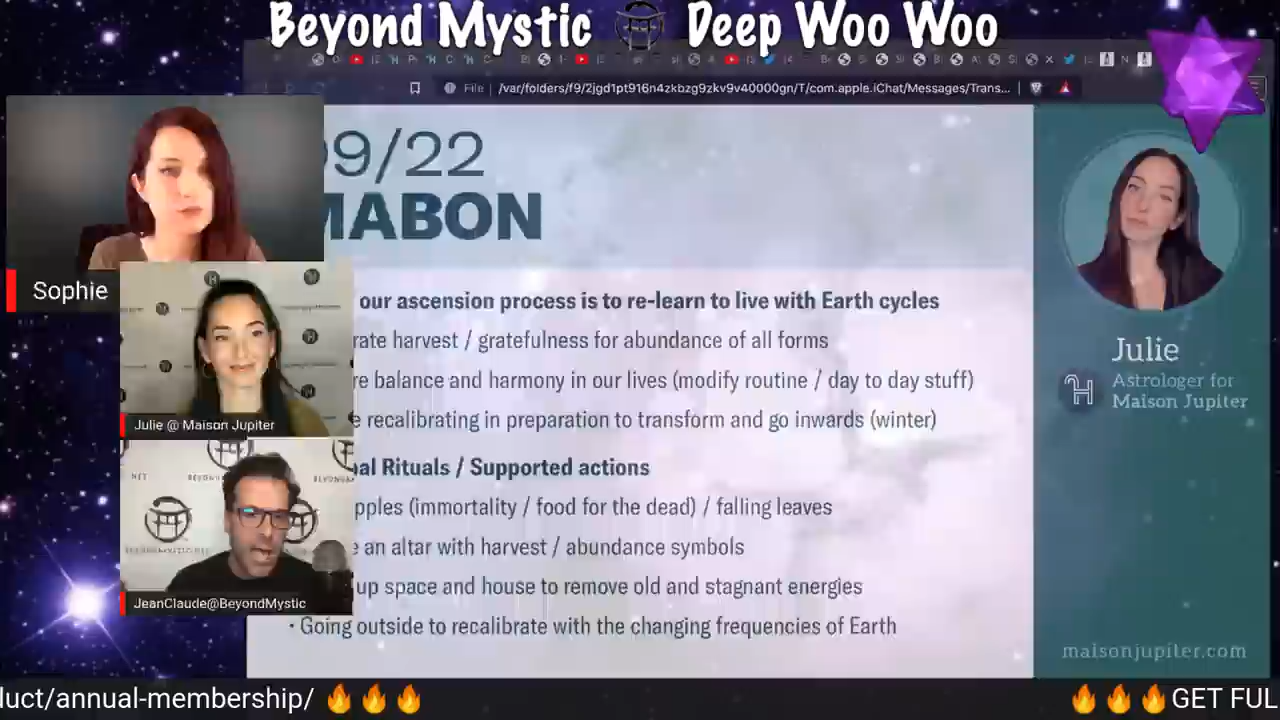 Beyond Mystic Deep Woo Woo
File /var/folders/f9/2jgd1pt916n4zkbzg9zkv9v40000gn/T/com.apple.iChat/Messages/Trans...
09/22
MABON
Sophie
our ascension process is to re-learn to live with Earth cycles
rate harvest / gratefulness for abundance of all forms
re balance and harmony in our lives (modify routine / day to day stuff)
e recalibrating in preparation to transform and go inwards (winter)
al Rituals / Supported actions
pples (immortality / food for the dead) / falling leaves
e an altar with harvest / abundance symbols
up space and house to remove old and stagnant energies
• Going outside to recalibrate with the changing frequencies of Earth
Julie @ Maison Jupiter
JeanClaude@BeyondMystic
Julie
Astrologer for
Maison Jupiter
maisonjupiter.com
duct/annual-membership/ 🔥🔥🔥 🔥🔥🔥GET FUL